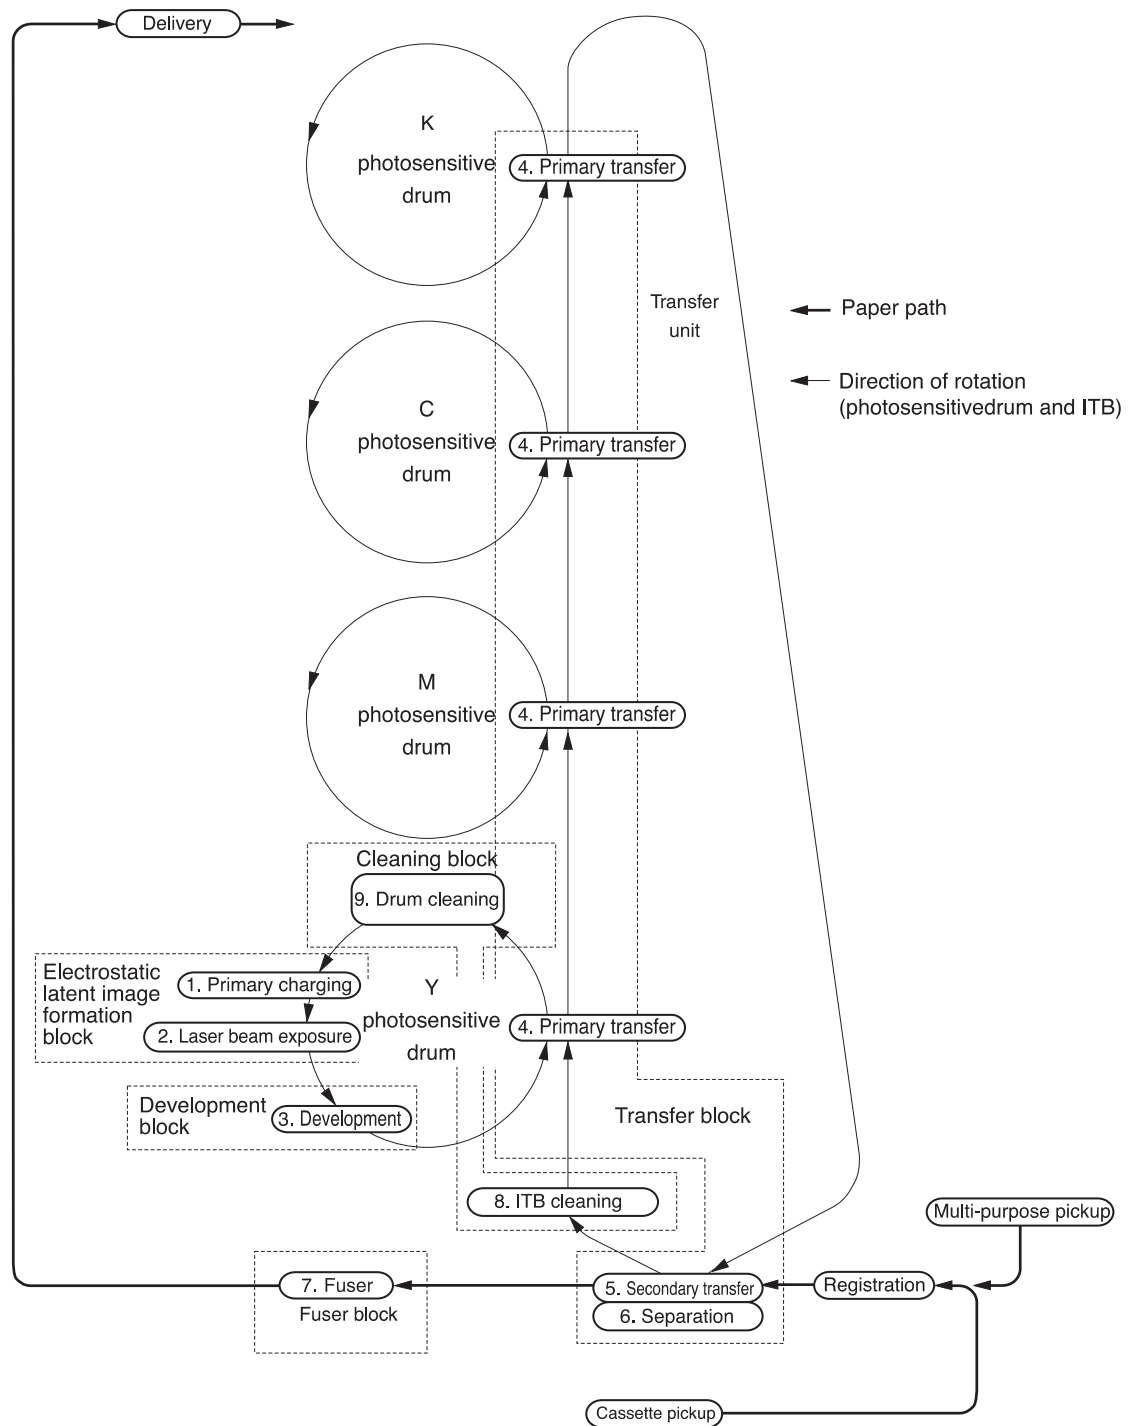 Delivery
K
photosensitive
drum
4. Primary transfer
Transfer
unit
Paper path
Direction of rotation
(photosensitivedrum and ITB)
C
photosensitive
drum
4. Primary transfer
M
photosensitive
drum
4. Primary transfer
Cleaning block
9. Drum cleaning
Electrostatic
latent image
formation
block
1. Primary charging
2. Laser beam exposure
Y
photosensitive
drum
4. Primary transfer
Development
block
3. Development
Transfer block
8. ITB cleaning
Multi-purpose pickup
7. Fuser
Fuser block
5. Secondary transfer
6. Separation
Registration
Cassette pickup